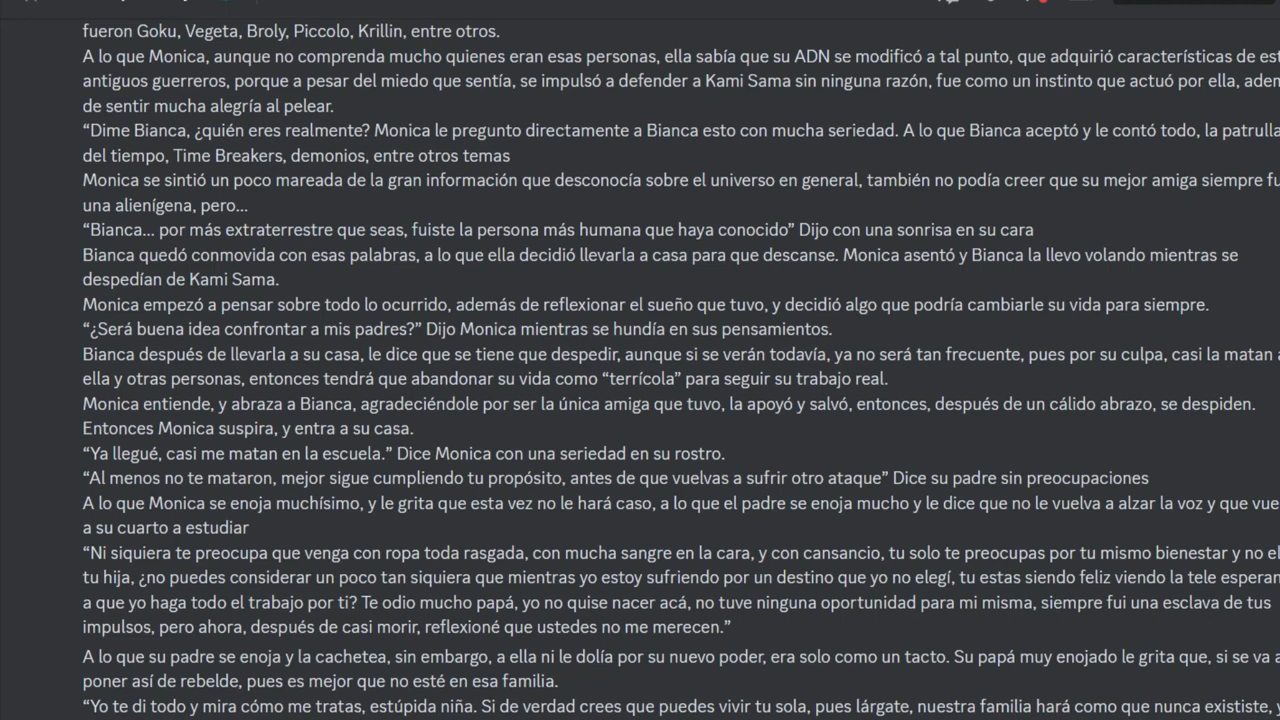 fueron Goku, Vegeta, Broly, Piccolo, Krillin, entre otros.
A lo que Monica, aunque no comprenda mucho quienes eran esas personas, ella sabía que su ADN se modificó a tal punto, que adquirió características de
antiguos guerreros, porque a pesar del miedo que sentía, se impulsó a defender a Kami Sama sin ninguna razón, fue como un instinto que actuó por ella,
de sentir mucha alegría al pelear.
“Dime Bianca, ¿quién eres realmente? Monica le pregunto directamente a Bianca esto con mucha seriedad. A lo que Bianca aceptó y le contó todo, la patrulla
del tiempo, Time Breakers, demonios, entre otros temas
Monica se sintió un poco mareada de la gran información que desconocía sobre el universo en general, también no podía creer que su mejor amiga siempre
una alienígena, pero...
“Bianca... por más extraterrestre que seas, fuiste la persona más humana que haya conocido” Dijo con una sonrisa en su cara
Bianca quedó conmovida con esas palabras, a lo que ella decidió llevarla a casa para que descanse. Monica asentó y Bianca la llevo volando mientras se
despedían de Kami Sama.
Monica empezó a pensar sobre todo lo ocurrido, además de reflexionar el sueño que tuvo, y decidió algo que podría cambiarle su vida para siempre.
“¿Será buena idea confrontar a mis padres?” Dijo Monica mientras se hundía en sus pensamientos.
Bianca después de llevarla a su casa, le dice que se tiene que despedir, aunque si se verán todavía, ya no será tan frecuente, pues por su culpa, casi la matan a
ella y otras personas, entonces tendrá que abandonar su vida como “terrícola” para seguir su trabajo real.
Monica entiende, y abraza a Bianca, agradeciéndole por ser la única amiga que tuvo, la apoyó y salvó, entonces, después de un cálido abrazo, se despiden.
Entonces Monica suspira, y entra a su casa.
“Ya llegué, casi me matan en la escuela.” Dice Monica con una seriedad en su rostro.
“Al menos no te mataron, mejor sigue cumpliendo tu propósito, antes de que vuelvas a sufrir otro ataque” Dice su padre sin preocupaciones
A lo que Monica se enoja muchísimo, y le grita que esta vez no le hará caso, a lo que el padre se enoja mucho y le dice que no le vuelva a alzar la voz y que
a su cuarto a estudiar
“Ni siquiera te preocupa que venga con ropa toda rasgada, con mucha sangre en la cara, y con cansancio, tu solo te preocupas por tu mismo bienestar y no
tu hija, ¿no puedes considerar un poco tan siquiera que mientras yo estoy sufriendo por un destino que yo no elegí, tu estas siendo feliz viendo la tele
a que yo haga todo el trabajo por ti? Te odio mucho papá, yo no quise nacer acá, no tuve ninguna oportunidad para mi misma, siempre fui una esclava de tus
impulsos, pero ahora, después de casi morir, reflexioné que ustedes no me merecen.”
A lo que su padre se enoja y la cachetea, sin embargo, a ella ni le dolía por su nuevo poder, era solo como un tacto. Su papá muy enojado le grita que, si se va a
poner así de rebelde, pues es mejor que no esté en esa familia.
“Yo te di todo y mira cómo me tratas, estúpida niña. Si de verdad crees que puedes vivir tu sola, pues lárgate, nuestra familia hará como que nunca exististe,